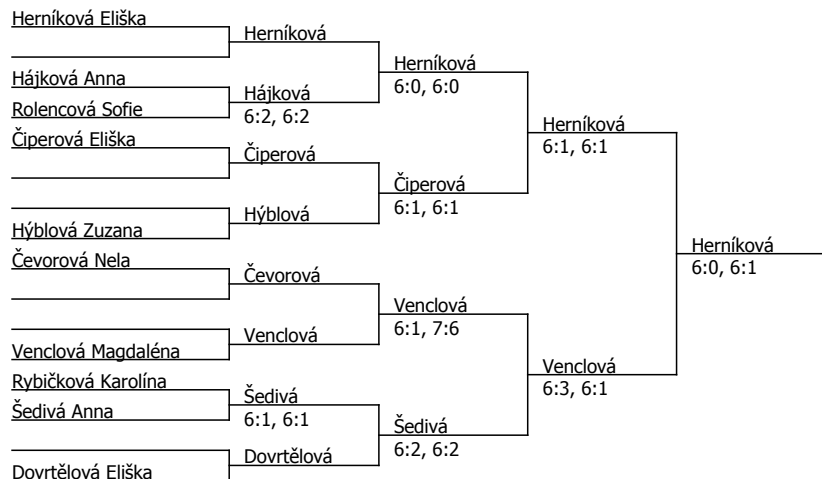 Herníková Eliška
Hájková Anna
Rolencová Sofie
Čiperová Eliška
Hýblová Zuzana
Čevorová Nela
Venclová Magdaléna
Rybičková Karolína
Šedivá Anna
Dovrtělová Eliška
Herníková
Hájková
6:2, 6:2
Čiperová
Hýblová
Čevorová
Venclová
Šedivá
6:1, 6:1
Dovrtělová
Herníková
6:0, 6:0
Čiperová
6:1, 6:1
Venclová
6:1, 7:6
Šedivá
6:2, 6:2
Herníková
6:1, 6:1
Venclová
6:3, 6:1
Herníková
6:0, 6:1